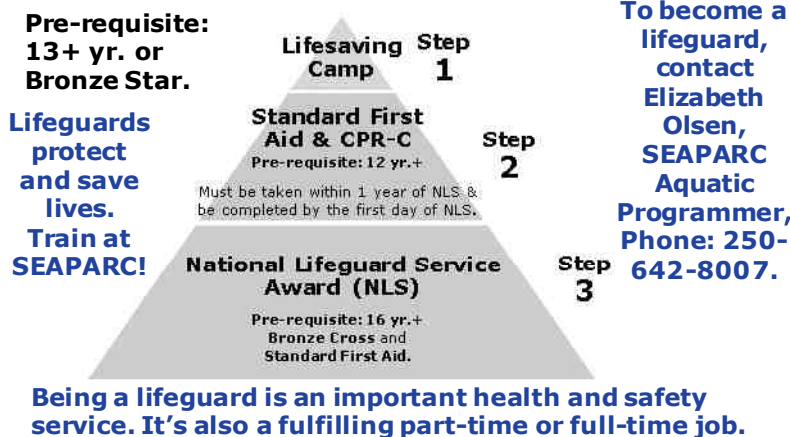 Pre-requisite:
13+ yr. or
Bronze Star.
Lifeguards
protect
and save
lives.
Train at
SEAPARC!
Lifesaving
Camp
Step
1
Standard First
Aid & CPR-C
Pre-requisite: 12 yr.+
Must be taken within 1 year of NLS &
be completed by the first day of NLS.
Step
2
National Lifeguard Service
Award (NLS)
Pre-requisite: 16 yr.+
Bronze Cross and
Standard First Aid.
Step
3
To become a
lifeguard,
contact
Elizabeth
Olsen,
SEAPARC
Aquatic
Programmer,
Phone: 250-
642-8007.
Being a lifeguard is an important health and safety
service. It’s also a fulfilling part-time or full-time job.